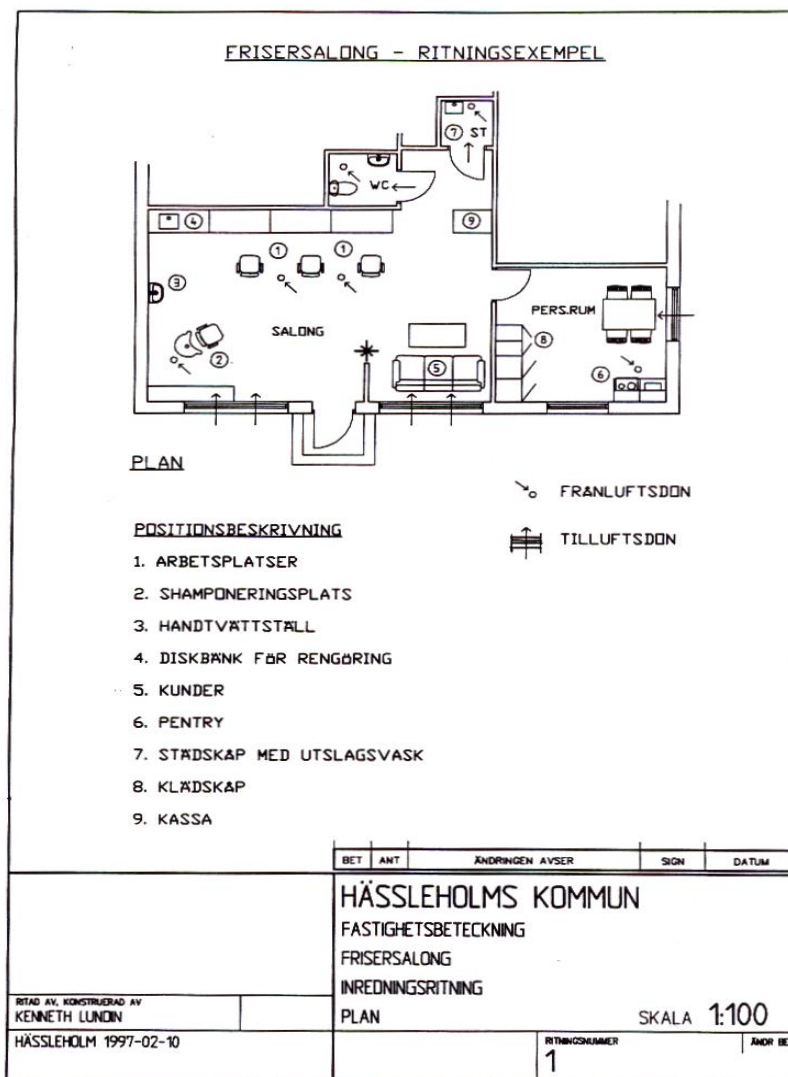 FRISERSALONG - RITNINGSEXEMPEL
7 ST
WC
4
9
1 1
3
PERS.RUM
SALONG
8
2
5
6
PLAN
FRÅNLUFTSDON
TILLUFTSDON
POSITIONSBESKRIVNING
1. ARBETSPLATSER
2. SHAMPONERINGSPLATS
3. HANDTVÄTTSTÄLL
4. DISKBÄNK FÖR RENGÖRING
5. KUNDER
6. PENTRY
7. STÄDSKÅP MED UTSLAGSVASK
8. KLÄDSKÅP
9. KASSA
BET ANT ÄNDRINGEN AVSER SIGN DATUM
HÄSSLEHOLMS KOMMUN
FASTIGHETSBETECKNING
FRISERSALONG
INREDNINGSRITNING
PLAN SKALA 1:100
RITAD AV, KONSTRUERAD AV
KENNETH LUNDIN
HÄSSLEHOLM 1997-02-10
RITNINGSNUMMER ÄNDR BE
1